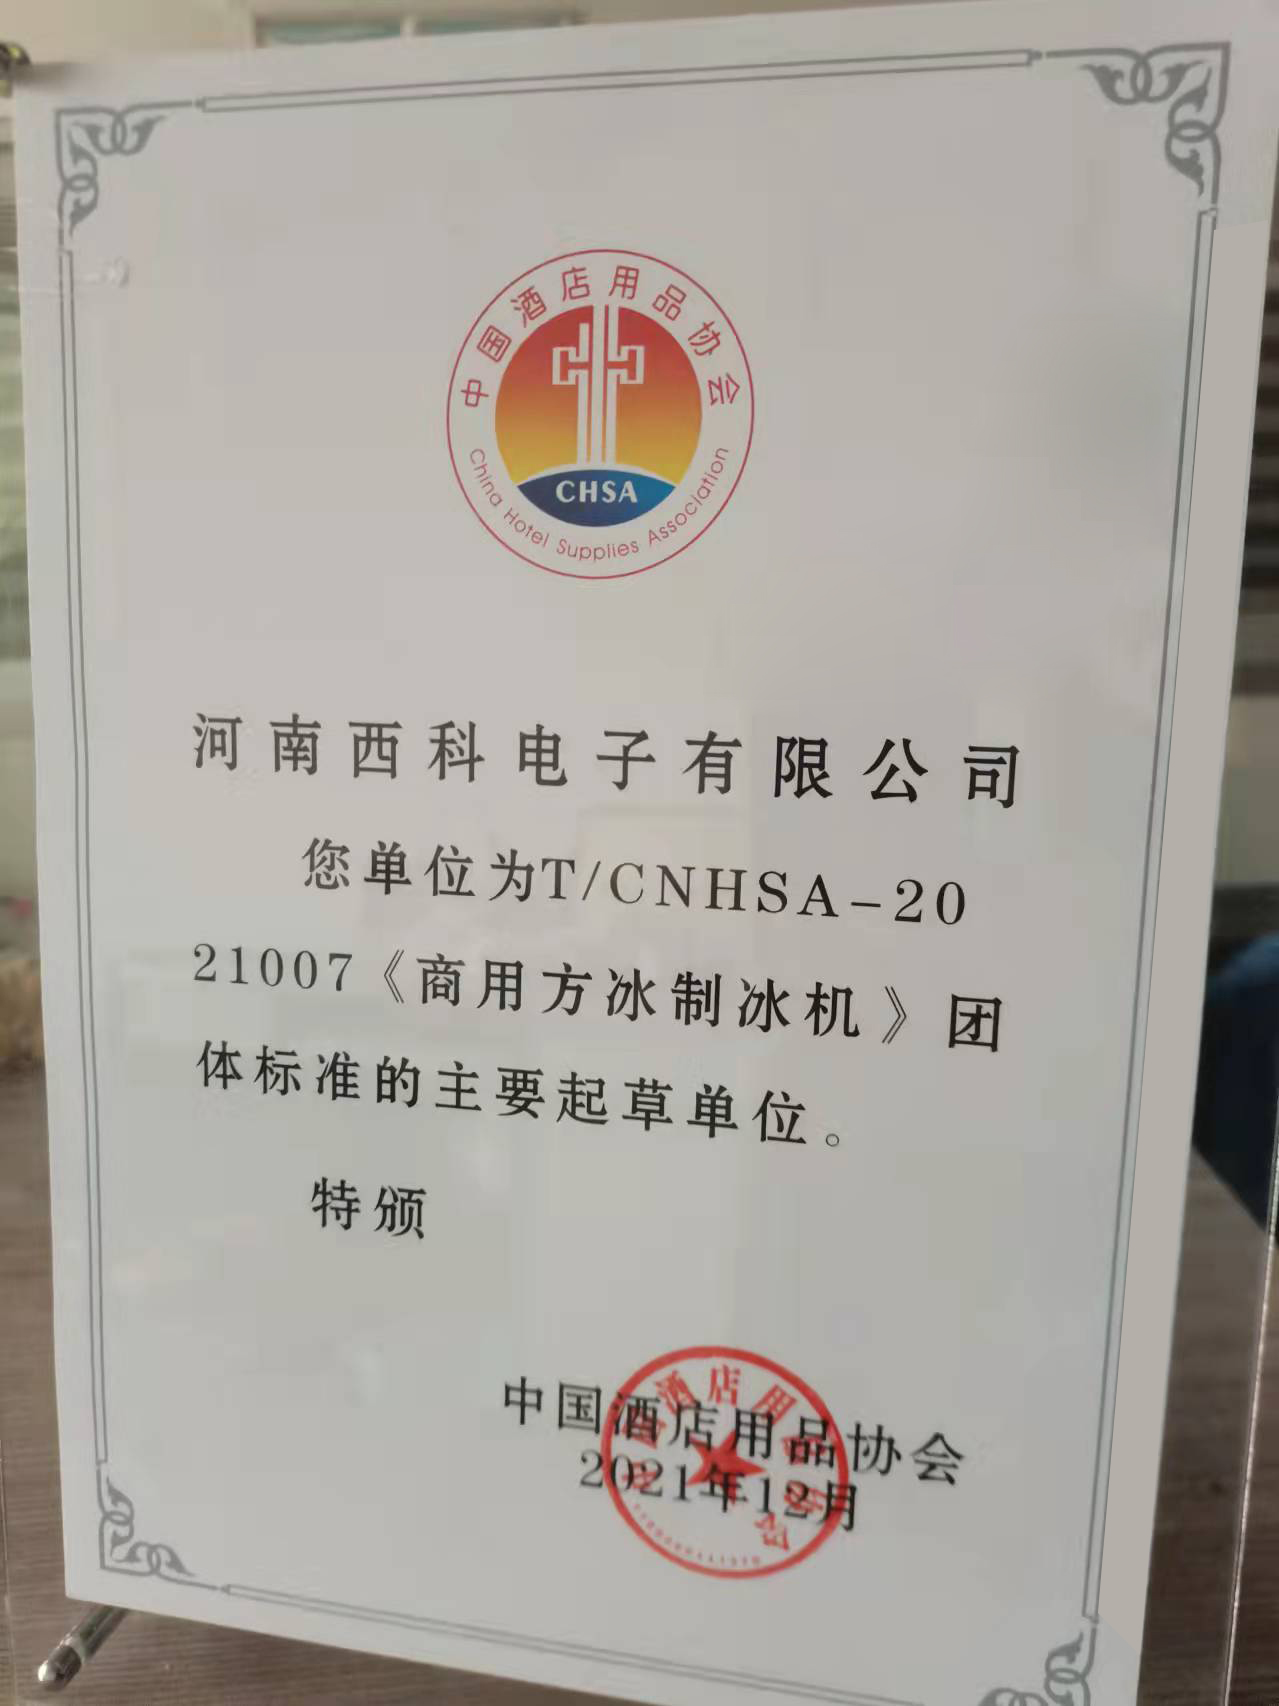 中国酒店用品协会
CHSA
China Hotel Supplies Association
河南西科电子有限公司
您单位为T/CNHSA-20
21007《商用方冰制冰机》团
体标准的主要起草单位。
特颁
中国酒店用品协会
2021年12月